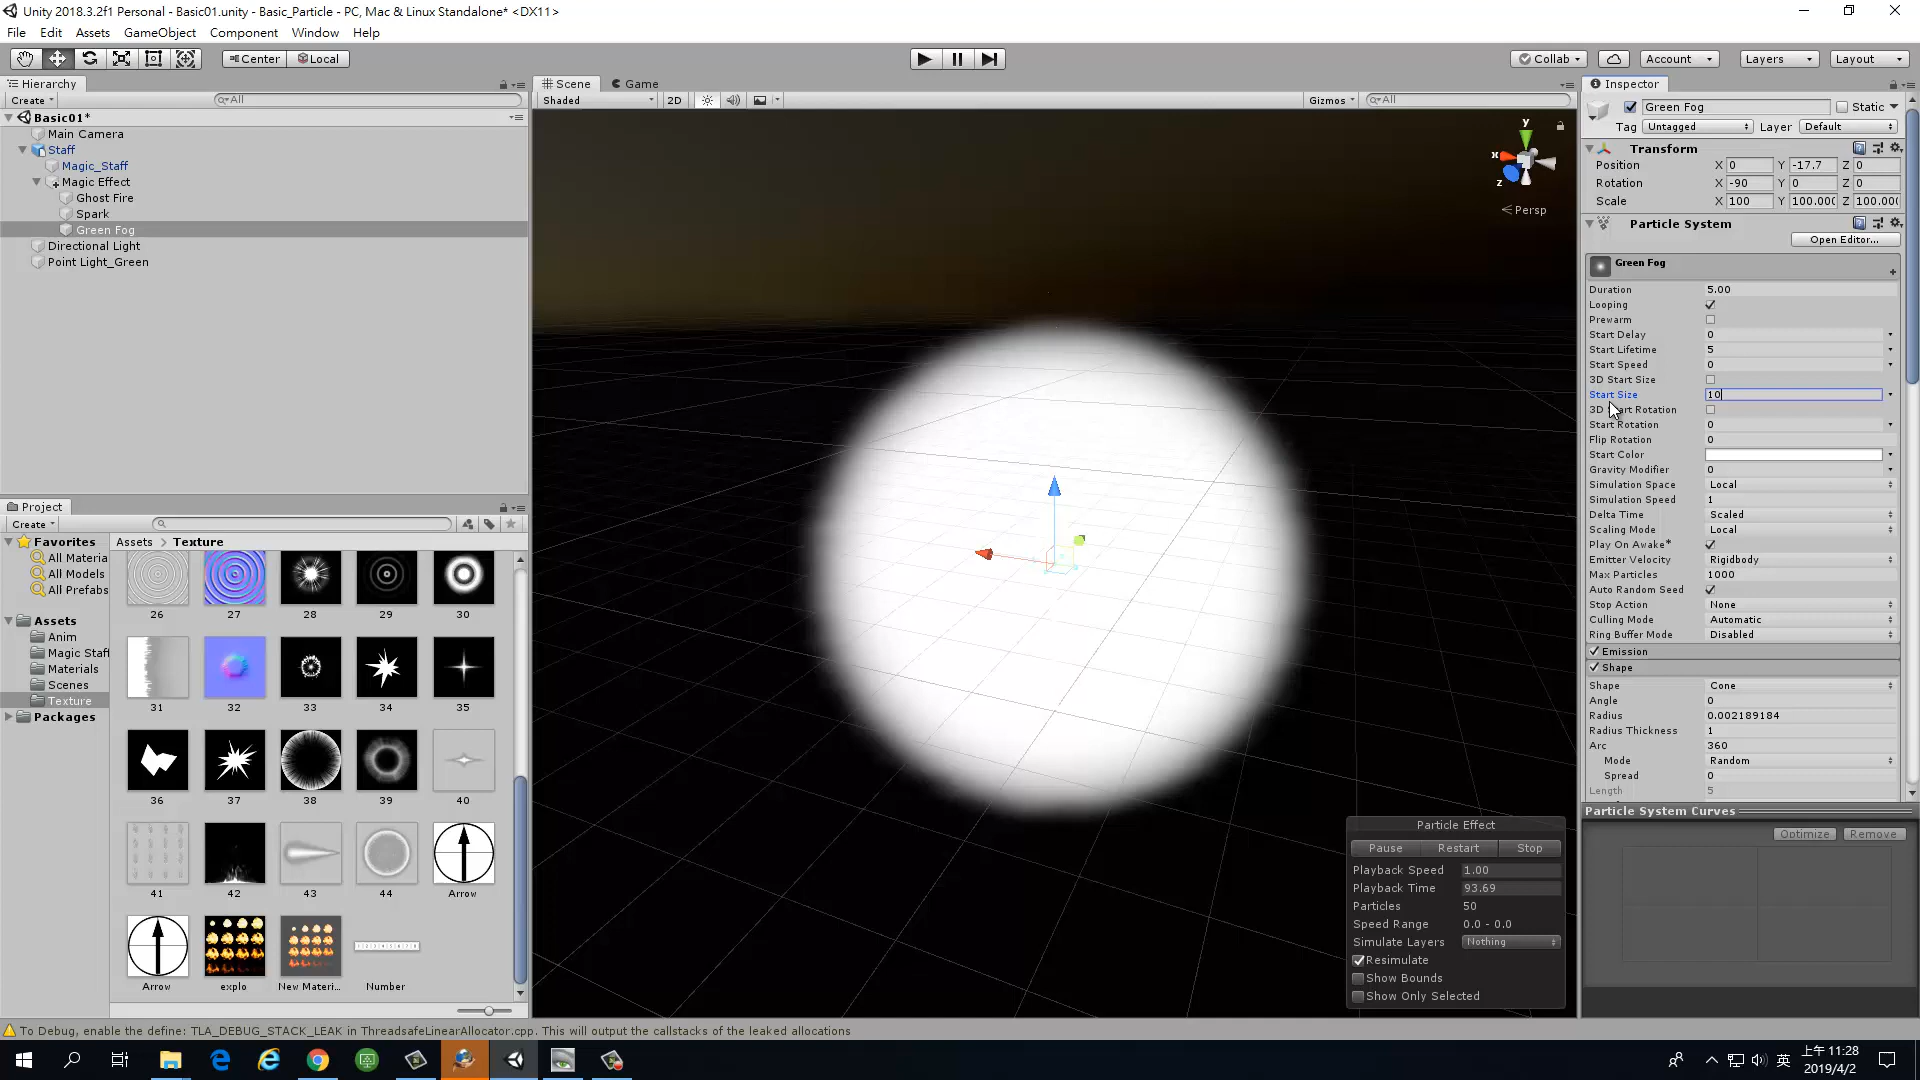 Unity 2018.3.2f1 Personal - Basic01.unity - Basic_Particle - PC, Mac & Linux Standalone* <DX11>
File Edit Assets GameObject Component Window Help
Center Local
Collab Account Layers Layout
Hierarchy
Create All
Basic01*
Main Camera
Staff
Magic_Staff
Magic Effect
Ghost Fire
Spark
Green Fog
Directional Light
Point Light_Green
Scene Game
Shaded 2D Gizmos All
y
x
z
Persp
Project
Create
Favorites
All Materia
All Models
All Prefabs
Assets
Anim
Magic Staff
Materials
Scenes
Texture
Packages
Assets > Texture
26 27 28 29 30
31 32 33 34 35
36 37 38 39 40
41 42 43 44 Arrow
Arrow explo New Materi... Number
Particle Effect
Pause Restart Stop
Playback Speed 1.00
Playback Time 93.69
Particles 50
Speed Range 0.0 - 0.0
Simulate Layers Nothing
Resimulate
Show Bounds
Show Only Selected
Inspector
Green Fog Static
Tag Untagged Layer Default
Transform
Position X 0 Y -17.7 Z 0
Rotation X -90 Y 0 Z 0
Scale X 100 Y 100.00( Z 100.00(
Particle System
Open Editor...
Green Fog
Duration 5.00
Looping
Prewarm
Start Delay 0
Start Lifetime 5
Start Speed 0
3D Start Size
Start Size 10
3D Start Rotation
Start Rotation 0
Flip Rotation 0
Start Color
Gravity Modifier 0
Simulation Space Local
Simulation Speed 1
Delta Time Scaled
Scaling Mode Local
Play On Awake*
Emitter Velocity Rigidbody
Max Particles 1000
Auto Random Seed
Stop Action None
Culling Mode Automatic
Ring Buffer Mode Disabled
Emission
Shape
Shape Cone
Angle 0
Radius 0.002189184
Radius Thickness 1
Arc 360
Mode Random
Spread 0
Length 5
Particle System Curves
Optimize Remove
To Debug, enable the define: TLA_DEBUG_STACK_LEAK in ThreadsafeLinearAllocator.cpp. This will output the callstacks of the leaked allocations
英
上午 11:28
2019/4/2